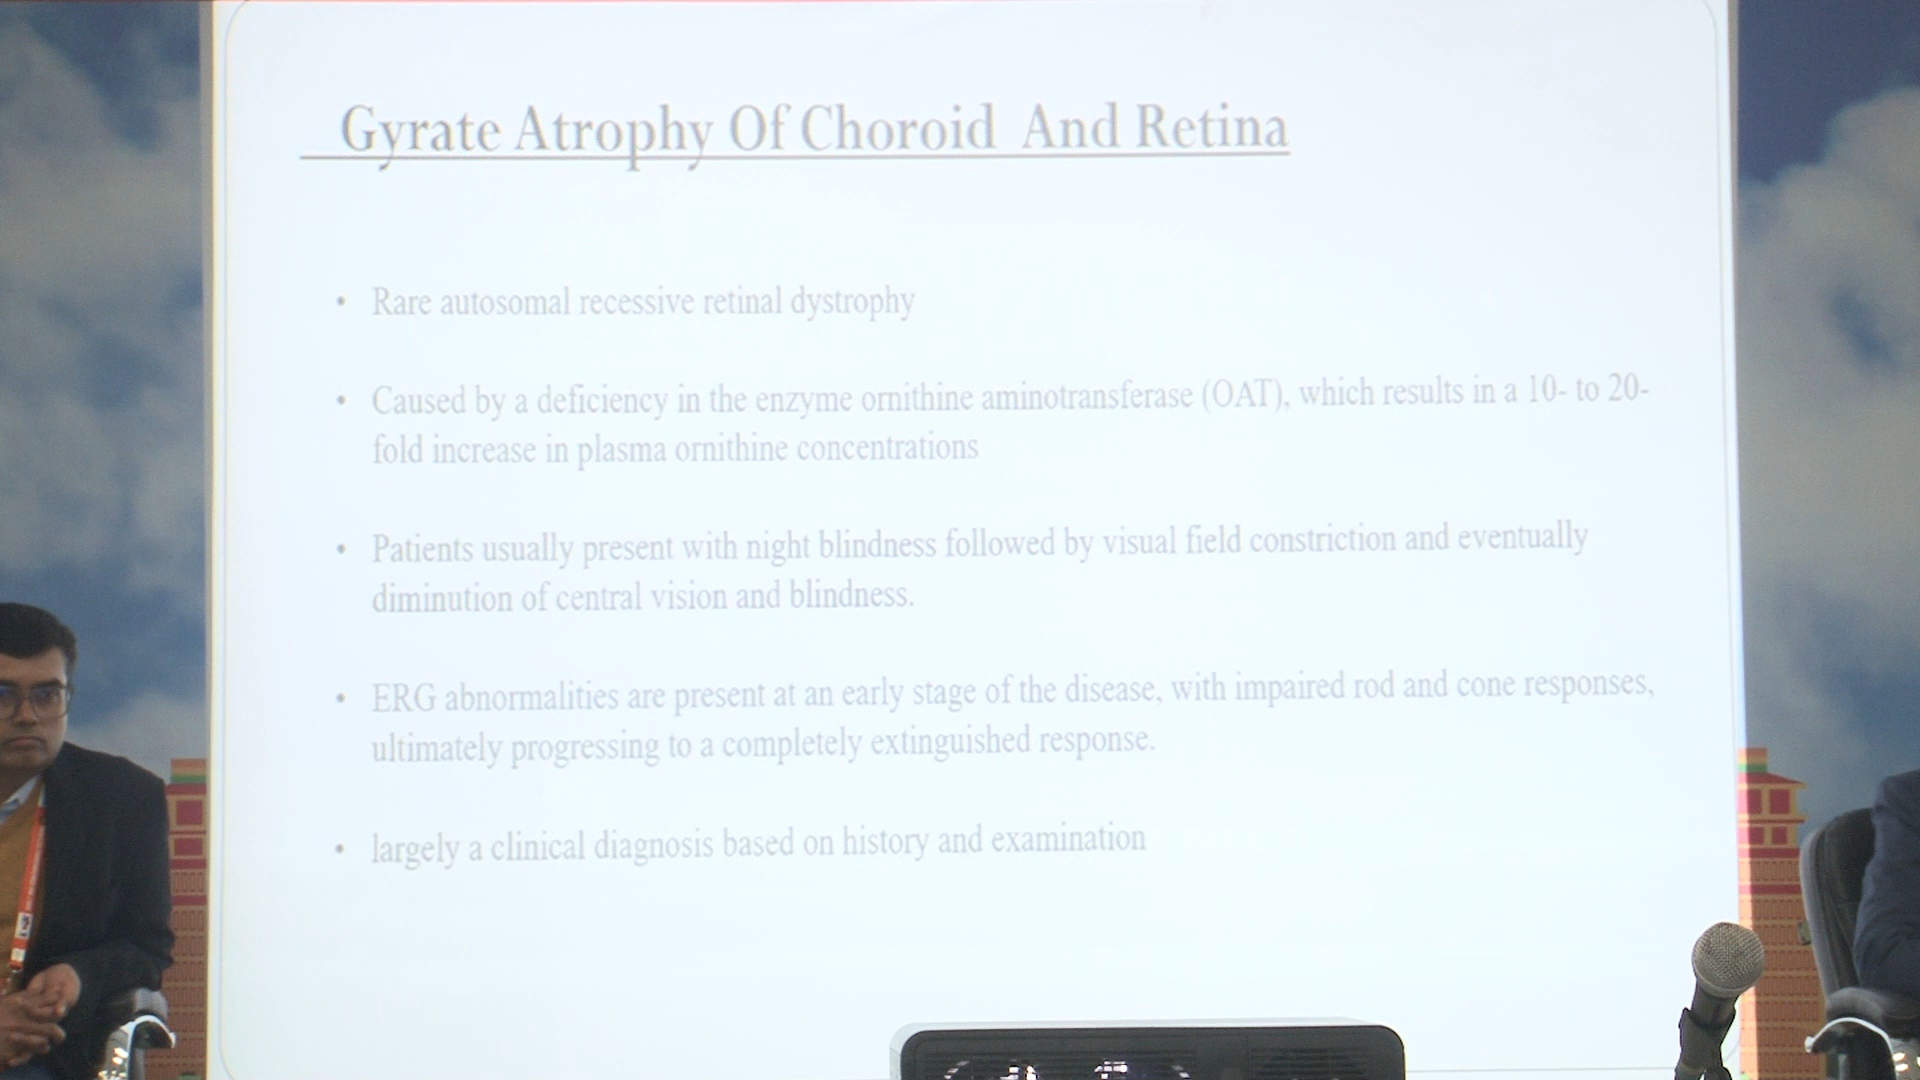 Gyrate Atrophy Of Choroid And Retina
• Rare autosomal recessive retinal dystrophy
• Caused by a deficiency in the enzyme ornithine aminotransferase (OAT), which results in a 10- to 20-
fold increase in plasma ornithine concentrations
• Patients usually present with night blindness followed by visual field constriction and eventually
diminution of central vision and blindness.
• ERG abnormalities are present at an early stage of the disease, with impaired rod and cone responses,
ultimately progressing to a completely extinguished response.
• largely a clinical diagnosis based on history and examination